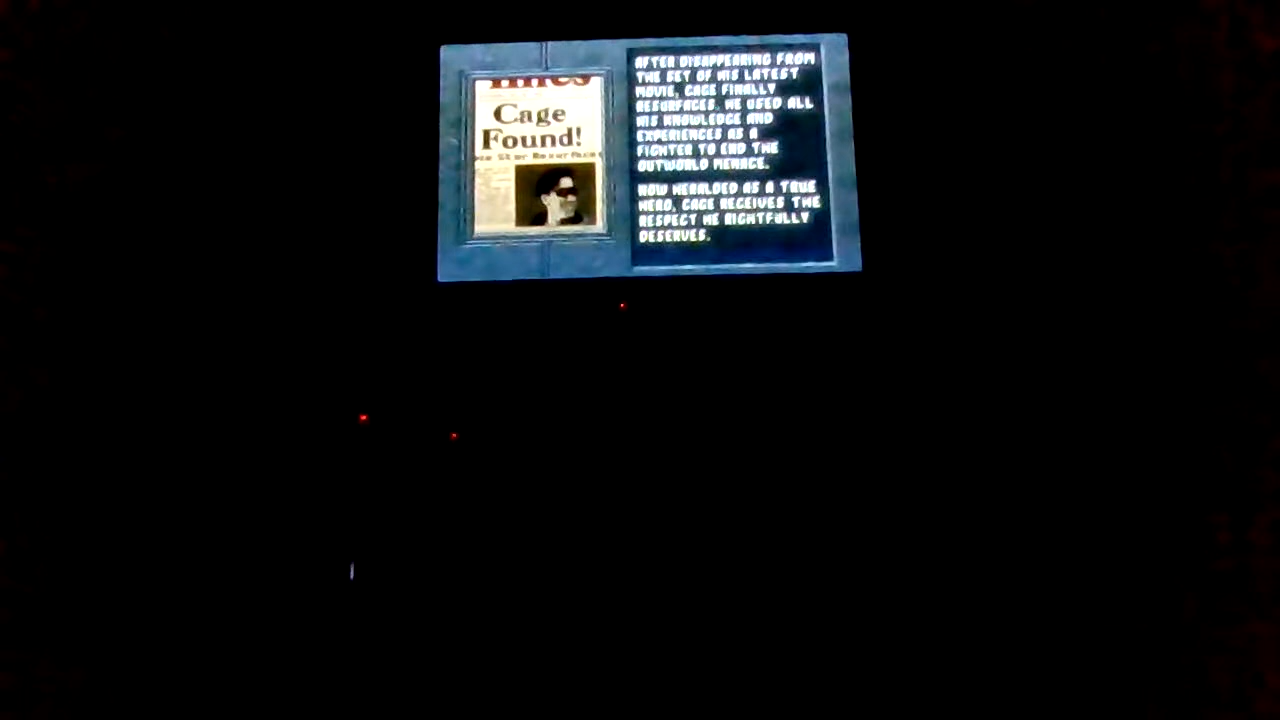 Cage
Found!
AFTER DISAPPEARING FROM
THE SET OF HIS LATEST
MOVIE, CAGE FINALLY
RESURFACES. HE USED ALL
HIS KNOWLEDGE AND
EXPERIENCES AS A
FIGHTER TO END THE
OUTWORLD MENACE.
NOW HERALDED AS A TRUE
HERO, CAGE RECEIVES THE
RESPECT HE RIGHTFULLY
DESERVES.